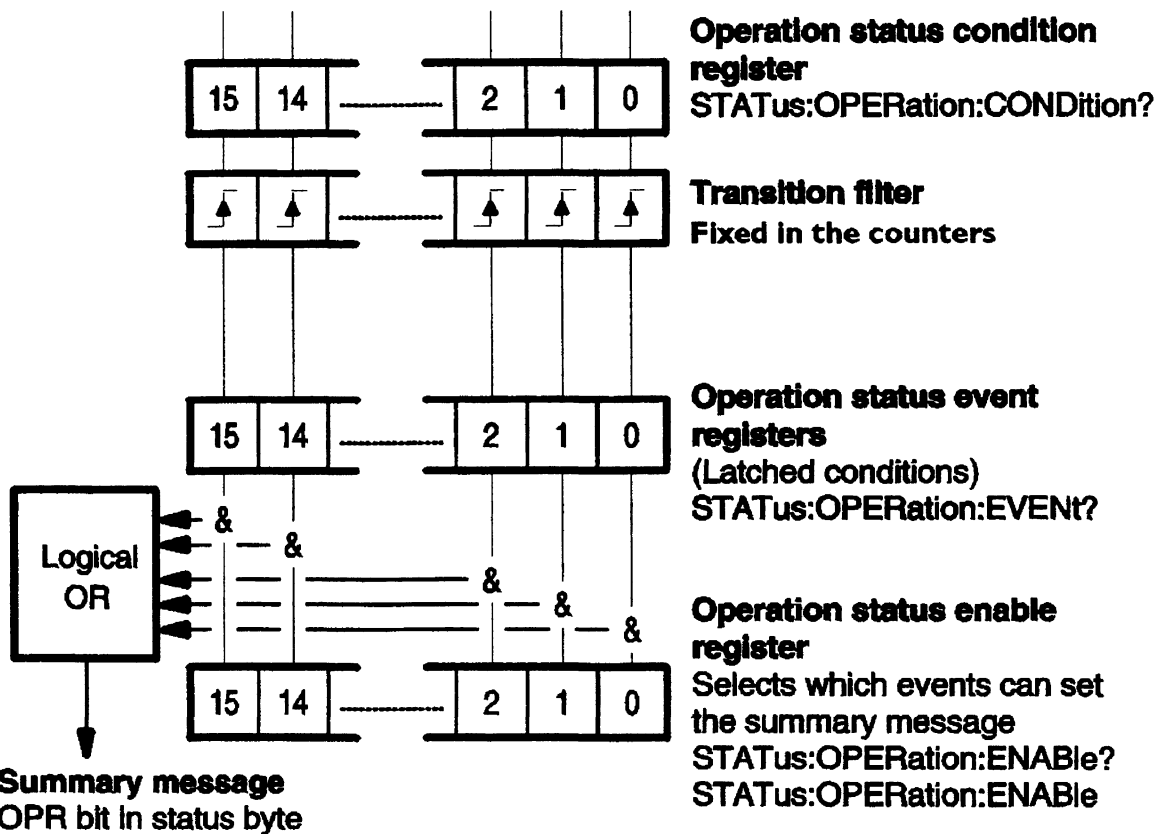 Operation status condition
register
STATus:OPERation:CONDition?
15 14 2 1 0
Transition filter
Fixed in the counters
Operation status event
registers
(Latched conditions)
STATus:OPERation:EVENt?
15 14 2 1 0
&
&
&
&
&
Logical
OR
Operation status enable
register
Selects which events can set
the summary message
STATus:OPERation:ENABle?
STATus:OPERation:ENABle
15 14 2 1 0
Summary message
OPR bit in status byte